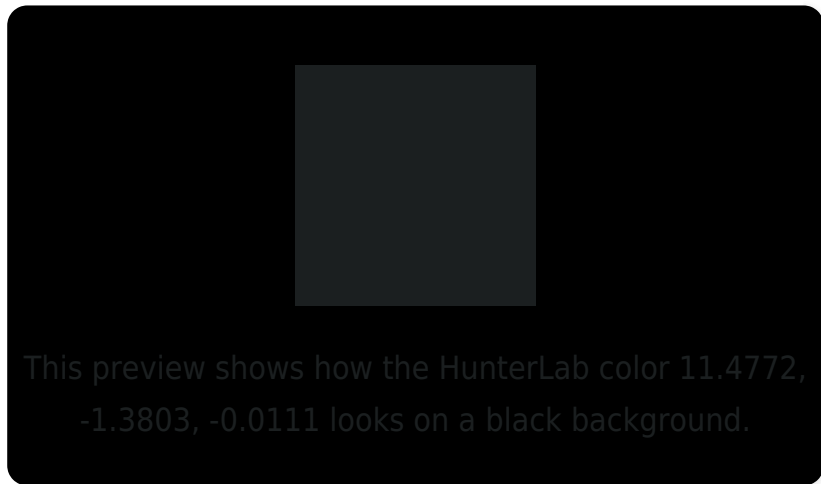 This preview shows how the HunterLab color 11.4772,
-1.3803, -0.0111 looks on a black background.